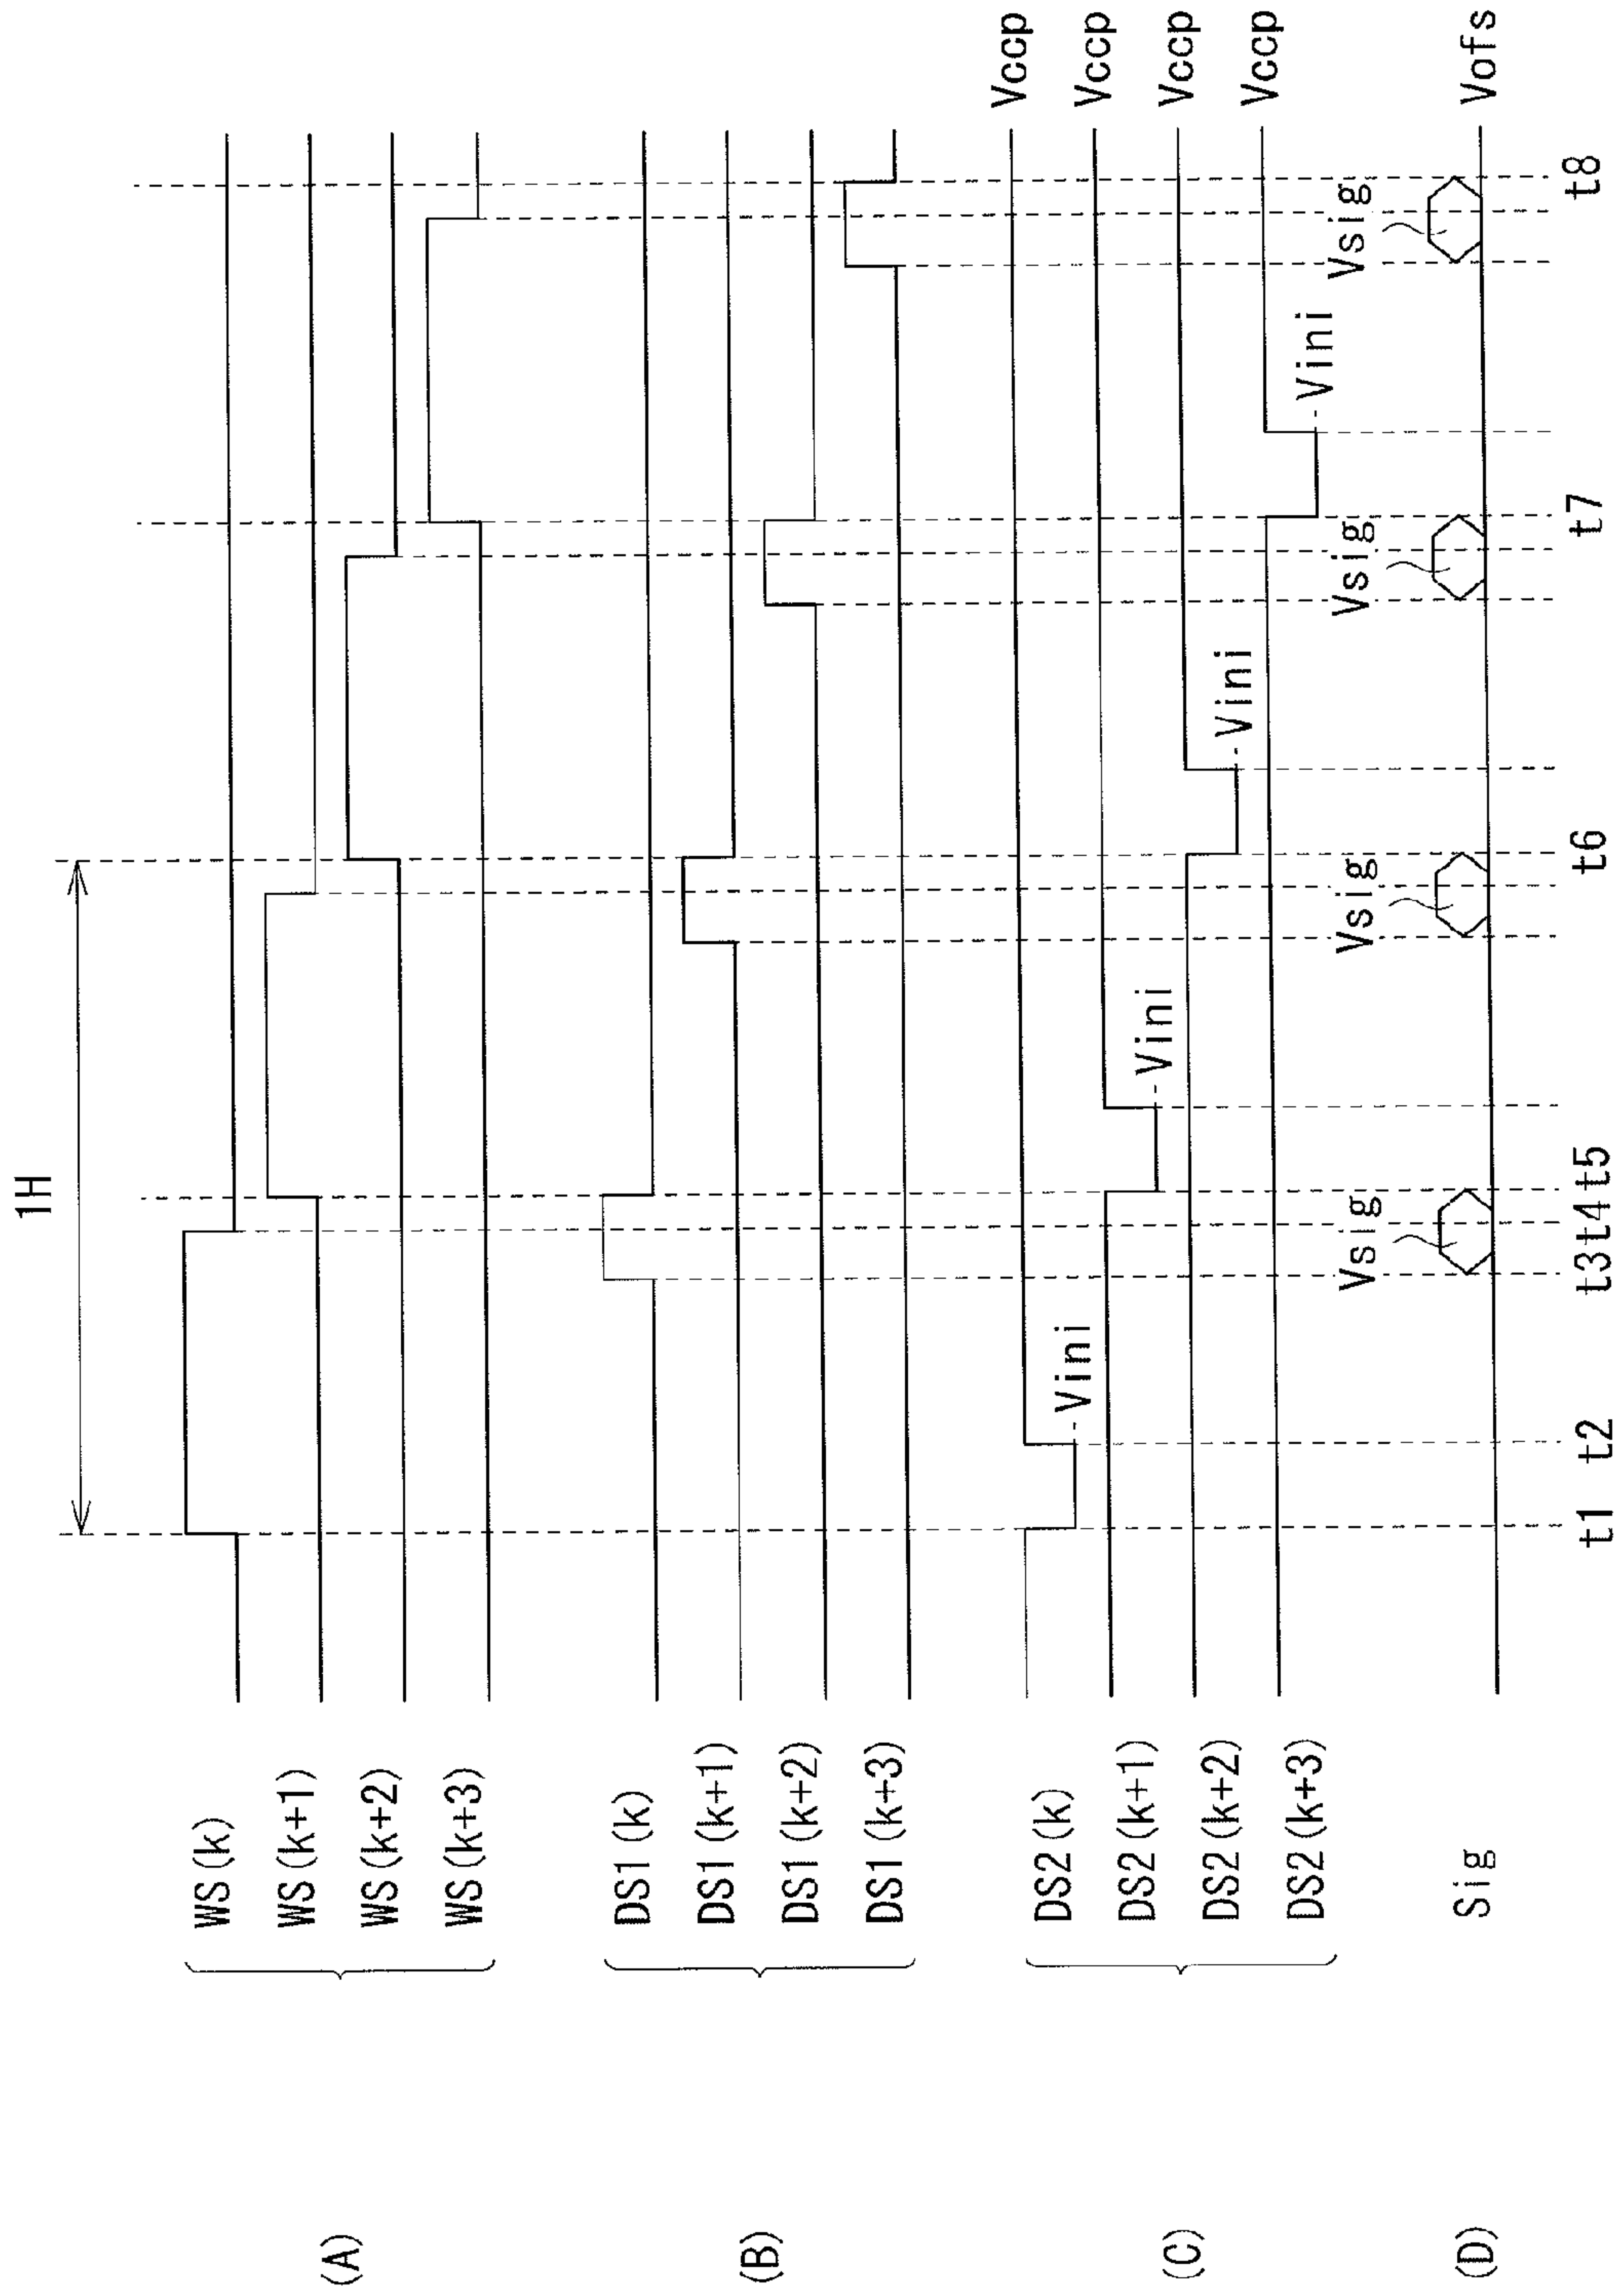 1H
(A)
WS(k)
WS(k+1)
WS(k+2)
WS(k+3)
(B)
DS1(k)
DS1(k+1)
DS1(k+2)
DS1(k+3)
(C)
DS2(k) Vini Vccp
DS2(k+1) Vini Vccp
DS2(k+2) Vini Vccp
DS2(k+3) Vini Vccp
Vsig Vsig Vsig Vsig
(D) Sig Vofs
t1 t2 t3 t4 t5 t6 t7 t8